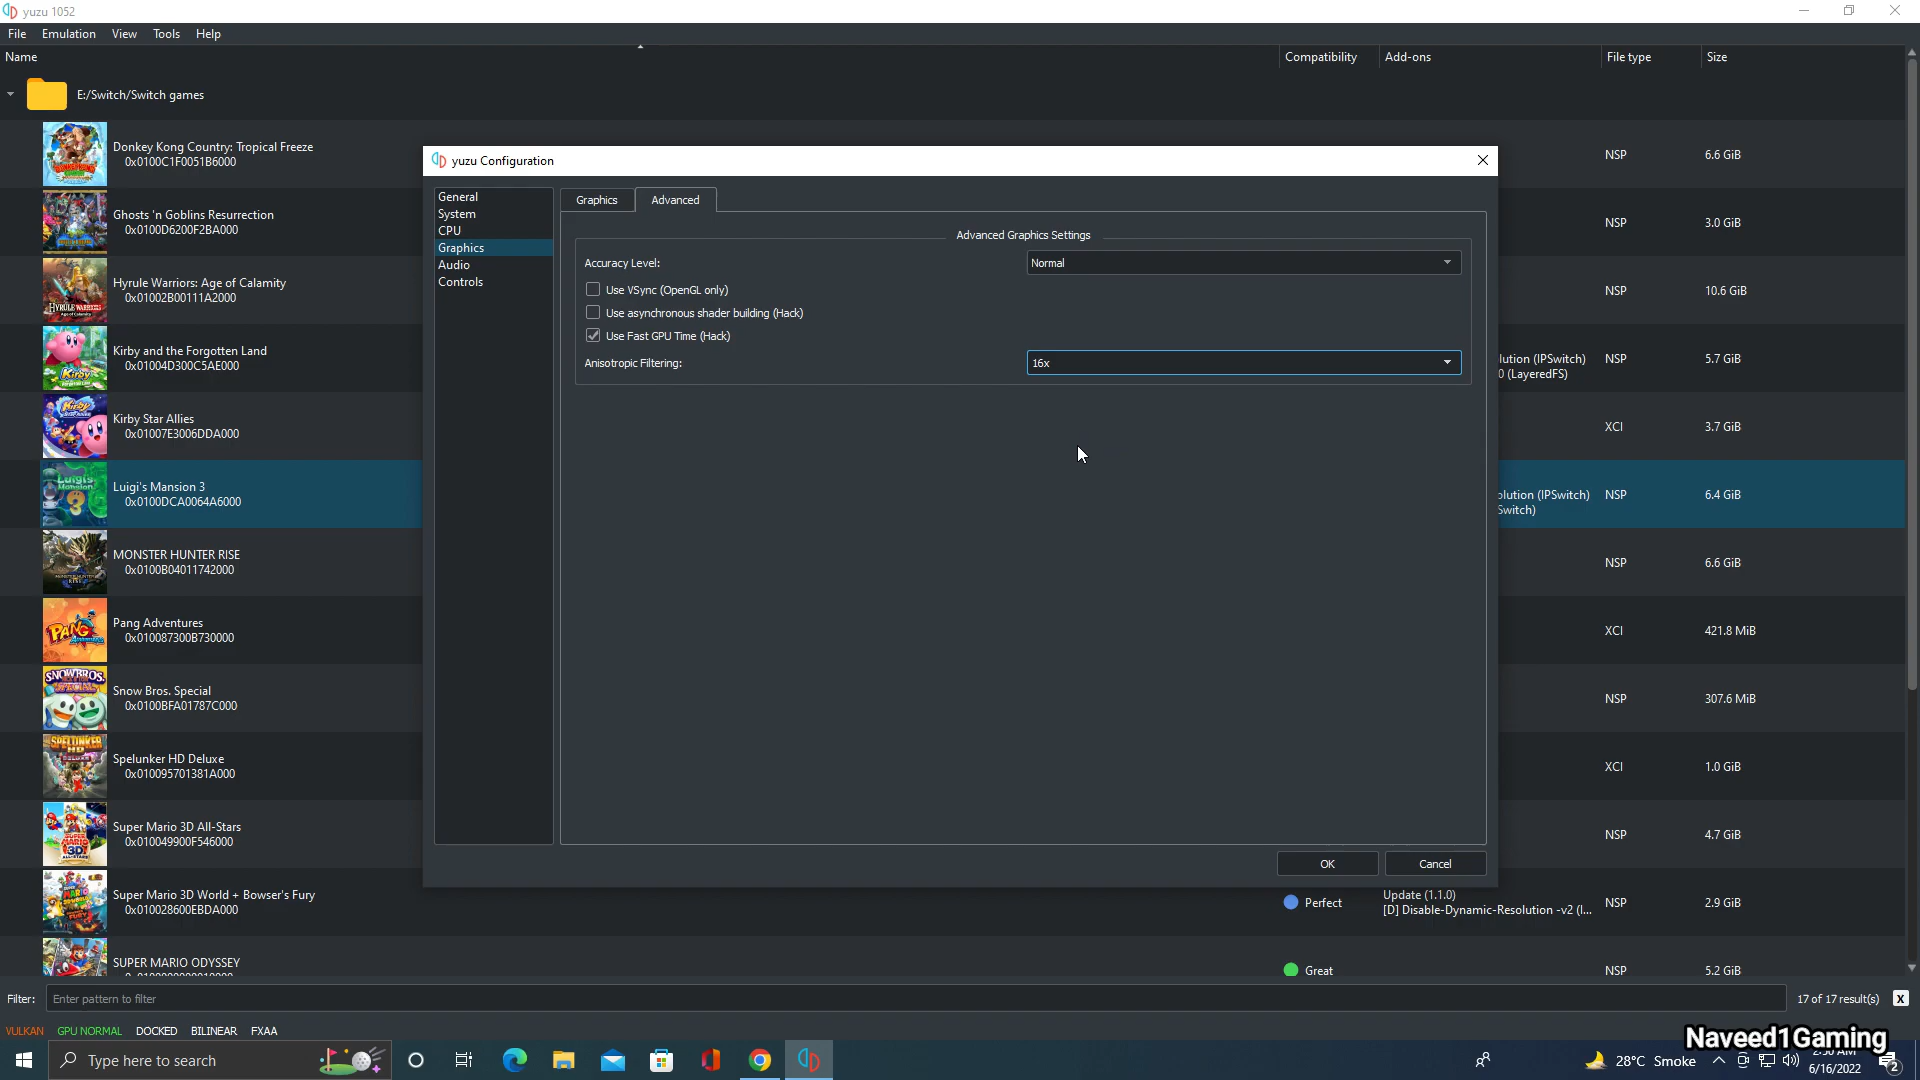 yuzu 1052
File Emulation View Tools Help
Name Compatibility Add-ons File type Size
E:/Switch/Switch games
Donkey Kong Country: Tropical Freeze
0x0100C1F0051B6000
NSP 6.6 GiB
Ghosts 'n Goblins Resurrection
0x0100D6200F2BA000
NSP 3.0 GiB
Hyrule Warriors: Age of Calamity
0x01002B00111A2000
NSP 10.6 GiB
Kirby and the Forgotten Land
0x01004D300C5AE000
lution (IPSwitch)
0 (LayeredFS)
NSP 5.7 GiB
Kirby Star Allies
0x01007E3006DDA000
XCI 3.7 GiB
Luigi's Mansion 3
0x0100DCA0064A6000
olution (IPSwitch)
Switch)
NSP 6.4 GiB
MONSTER HUNTER RISE
0x0100B04011742000
NSP 6.6 GiB
Pang Adventures
0x010087300B730000
XCI 421.8 MiB
Snow Bros. Special
0x0100BFA01787C000
NSP 307.6 MiB
Spelunker HD Deluxe
0x010095701381A000
XCI 1.0 GiB
Super Mario 3D All-Stars
0x010049900F546000
NSP 4.7 GiB
Super Mario 3D World + Bowser's Fury
0x010028600EBDA000
Perfect
Update (1.1.0)
[D] Disable-Dynamic-Resolution -v2 (I...
NSP 2.9 GiB
SUPER MARIO ODYSSEY
Great NSP 5.2 GiB
yuzu Configuration
General
System
CPU
Graphics
Audio
Controls
Graphics Advanced
Advanced Graphics Settings
Accuracy Level: Normal
Use VSync (OpenGL only)
Use asynchronous shader building (Hack)
Use Fast GPU Time (Hack)
Anisotropic Filtering: 16x
OK Cancel
Filter: Enter pattern to filter 17 of 17 result(s) X
VULKAN GPU NORMAL DOCKED BILINEAR FXAA
Naveed1Gaming
Type here to search
28°C Smoke
6/16/2022
2